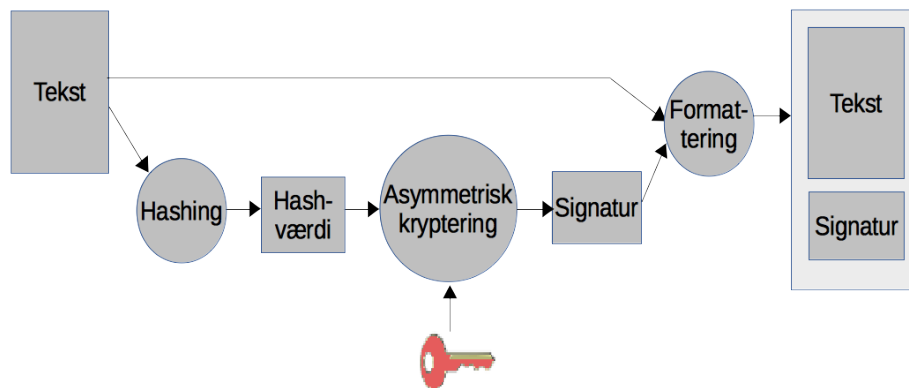 Tekst
Hashing
Hash-
værdi
Asymmetrisk
kryptering
Signatur
Format-
tering
Tekst
Signatur